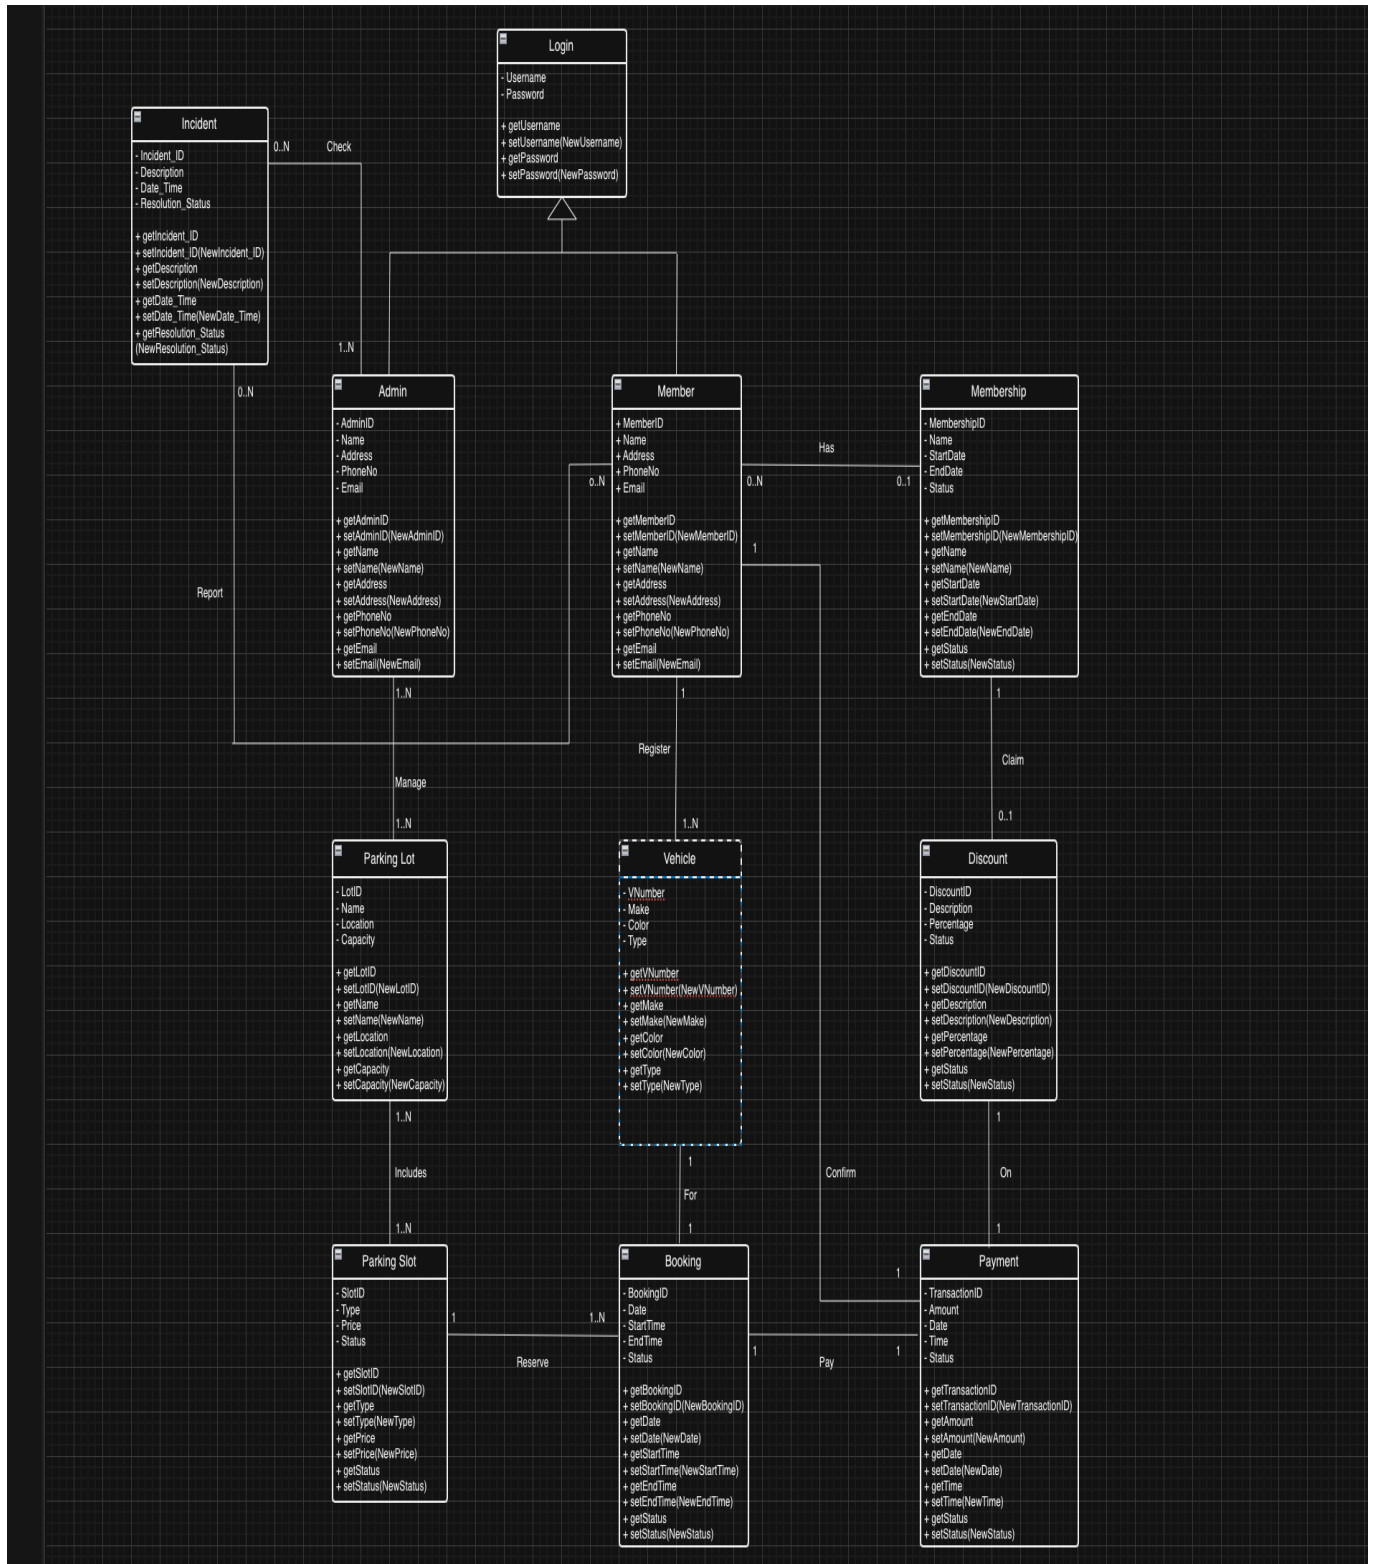 Login
- Username
- Password
+ getUsername
+ setUsername(NewUsername)
+ getPassword
+ setPassword(NewPassword)
Incident
- Incident_ID
- Description
- Date_Time
- Resolution_Status
+ getIncident_ID
+ setIncident_ID(NewIncident_ID)
+ getDescription
+ setDescription(NewDescription)
+ getDate_Time
+ setDate_Time(NewDate_Time)
+ getResolution_Status
(NewResolution_Status)
0..N
Check
1..N
0..N
Report
Admin
- AdminID
- Name
- Address
- PhoneNo
- Email
+ getAdminID
+ setAdminID(NewAdminID)
+ getName
+ setName(NewName)
+ getAddress
+ setAddress(NewAddress)
+ getPhoneNo
+ setPhoneNo(NewPhoneNo)
+ getEmail
+ setEmail(NewEmail)
o..N
Member
+ MemberID
+ Name
+ Address
+ PhoneNo
+ Email
+ getMemberID
+ setMemberID(NewMemberID)
+ getName
+ setName(NewName)
+ getAddress
+ setAddress(NewAddress)
+ getPhoneNo
+ setPhoneNo(NewPhoneNo)
+ getEmail
+ setEmail(NewEmail)
Has
0..N
0..1
1
Membership
- MembershipID
- Name
- StartDate
- EndDate
- Status
+ getMembershipID
+ setMembershipID(NewMembershipID)
+ getName
+ setName(NewName)
+ getStartDate
+ setStartDate(NewStartDate)
+ getEndDate
+ setEndDate(NewEndDate)
+ getStatus
+ setStatus(NewStatus)
1..N
Manage
1..N
1
Register
1..N
1
Claim
0..1
Parking Lot
- LotID
- Name
- Location
- Capacity
+ getLotID
+ setLotID(NewLotID)
+ getName
+ setName(NewName)
+ getLocation
+ setLocation(NewLocation)
+ getCapacity
+ setCapacity(NewCapacity)
Vehicle
- VNumber
- Make
- Color
- Type
+ getVNumber
+ setVNumber(NewVNumber)
+ getMake
+ setMake(NewMake)
+ getColor
+ setColor(NewColor)
+ getType
+ setType(NewType)
Discount
- DiscountID
- Description
- Percentage
- Status
+ getDiscountID
+ setDiscountID(NewDiscountID)
+ getDescription
+ setDescription(NewDescription)
+ getPercentage
+ setPercentage(NewPercentage)
+ getStatus
+ setStatus(NewStatus)
1..N
Includes
1..N
1
For
1
Confirm
1
1
On
1
Parking Slot
- SlotID
- Type
- Price
- Status
+ getSlotID
+ setSlotID(NewSlotID)
+ getType
+ setType(NewType)
+ getPrice
+ setPrice(NewPrice)
+ getStatus
+ setStatus(NewStatus)
1
1..N
Reserve
Booking
- BookingID
- Date
- StartTime
- EndTime
- Status
+ getBookingID
+ setBookingID(NewBookingID)
+ getDate
+ setDate(NewDate)
+ getStartTime
+ setStartTime(NewStartTime)
+ getEndTime
+ setEndTime(NewEndTime)
+ getStatus
+ setStatus(NewStatus)
1
1
Pay
Payment
- TransactionID
- Amount
- Date
- Time
- Status
+ getTransactionID
+ setTransactionID(NewTransactionID)
+ getAmount
+ setAmount(NewAmount)
+ getDate
+ setDate(NewDate)
+ getTime
+ setTime(NewTime)
+ getStatus
+ setStatus(NewStatus)